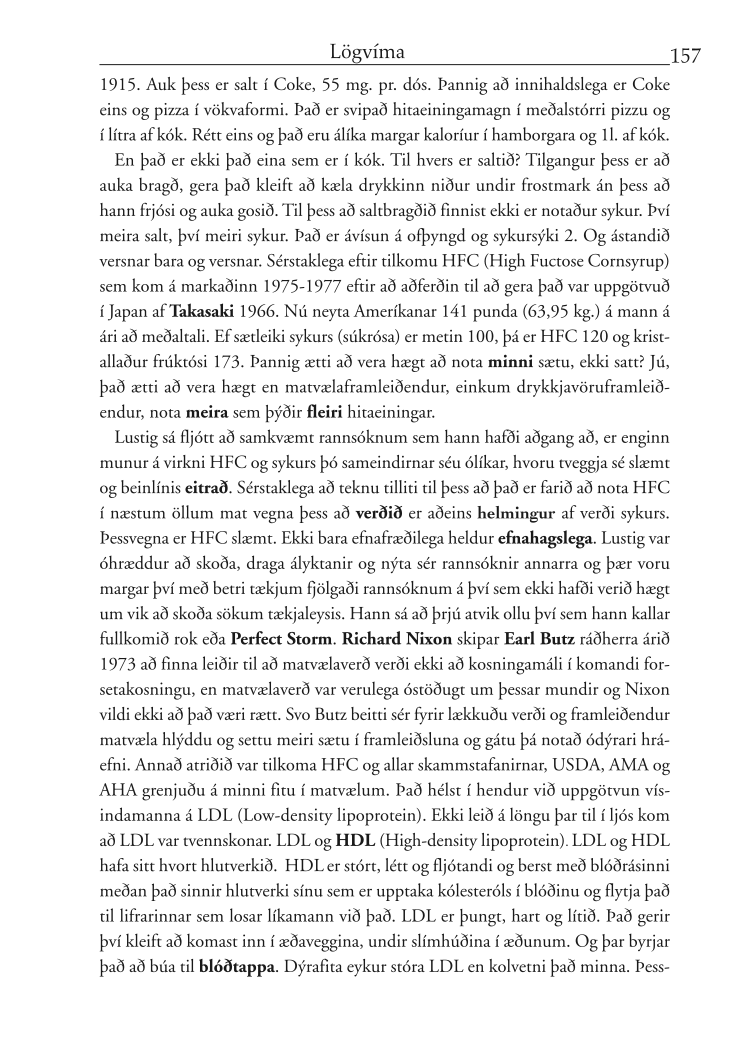 Lögvíma
157
1915. Auk þess er salt í Coke, 55 mg. pr. dós. Þannig að innihaldslega er Coke
eins og pizza í vökvaformi. Það er svipað hitaeiningamagn í meðalstórri pizzu og
í lítra af kók. Rétt eins og það eru álíka margar kaloríur í hamborgara og 1l. af kók.
En það er ekki það eina sem er í kók. Til hvers er saltið? Tilgangur þess er að
auka bragð, gera það kleift að kæla drykkinn niður undir frostmark án þess að
hann frjósi og auka gosið. Til þess að saltbragðið finnist ekki er notaður sykur. Því
meira salt, því meiri sykur. Það er ávísun á ofþyngd og sykursýki 2. Og ástandið
versnar bara og versnar. Sérstaklega eftir tilkomu HFC (High Fuctose Cornsyrup)
sem kom á markaðinn 1975-1977 eftir að aðferðin til að gera það var uppgötvuð
í Japan af Takasaki 1966. Nú neyta Ameríkanar 141 punda (63,95 kg.) á mann á
ári að meðaltali. Ef sætleiki sykurs (súkrósa) er metin 100, þá er HFC 120 og krist-
allaður frúktósi 173. Þannig ætti að vera hægt að nota minni sætu, ekki satt? Jú,
það ætti að vera hægt en matvælaframleiðendur, einkum drykkjavöruframleið-
endur, nota meira sem þýðir fleiri hitaeiningar.
Lustig sá fljótt að samkvæmt rannsóknum sem hann hafði aðgang að, er enginn
munur á virkni HFC og sykurs þó sameindirnar séu ólíkar, hvoru tveggja sé slæmt
og beinlínis eitrað. Sérstaklega að teknu tilliti til þess að það er farið að nota HFC
í næstum öllum mat vegna þess að verðið er aðeins helmingur af verði sykurs.
Þessvegna er HFC slæmt. Ekki bara efnafræðilega heldur efnahagslega. Lustig var
óhræddur að skoða, draga ályktanir og nýta sér rannsóknir annarra og þær voru
margar því með betri tækjum fjölgaði rannsóknum á því sem ekki hafði verið hægt
um vik að skoða sökum tækjaleysis. Hann sá að þrjú atvik ollu því sem hann kallar
fullkomið rok eða Perfect Storm. Richard Nixon skipar Earl Butz ráðherra árið
1973 að finna leiðir til að matvælaverð verði ekki að kosningamáli í komandi for-
setakosningu, en matvælaverð var verulega óstöðugt um þessar mundir og Nixon
vildi ekki að það væri rætt. Svo Butz beitti sér fyrir lækkuðu verði og framleiðendur
matvæla hlýddu og settu meiri sætu í framleiðsluna og gátu þá notað ódýrari hrá-
efni. Annað atriðið var tilkoma HFC og allar skammstafanirnar, USDA, AMA og
AHA grenjuðu á minni fitu í matvælum. Það hélst í hendur við uppgötvun vís-
indamanna á LDL (Low-density lipoprotein). Ekki leið á löngu þar til í ljós kom
að LDL var tvennskonar. LDL og HDL (High-density lipoprotein). LDL og HDL
hafa sitt hvort hlutverkið. HDL er stórt, létt og fljótandi og berst með blóðrásinni
meðan það sinnir hlutverki sínu sem er upptaka kólesteróls í blóðinu og flytja það
til lifrarinnar sem losar líkamann við það. LDL er þungt, hart og lítið. Það gerir
því kleift að komast inn í æðaveggina, undir slímhúðina í æðunum. Og þar byrjar
það að búa til blóðtappa. Dýrafita eykur stóra LDL en kolvetni það minna. Þess-